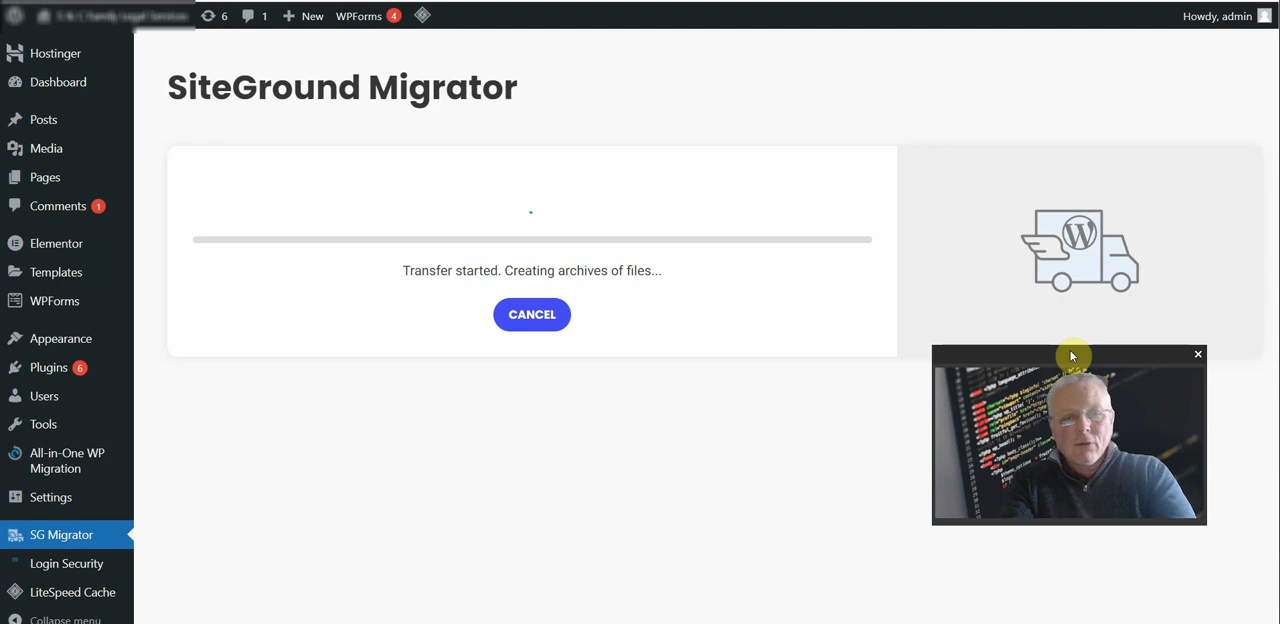 6
1
New
WPForms 4
Howdy, admin
Hostinger
Dashboard
Posts
Media
Pages
Comments 1
Elementor
Templates
WPForms
Appearance
Plugins 6
Users
Tools
All-in-One WP
Migration
Settings
SG Migrator
Login Security
LiteSpeed Cache
Collapse menu
SiteGround Migrator
Transfer started. Creating archives of files...
CANCEL